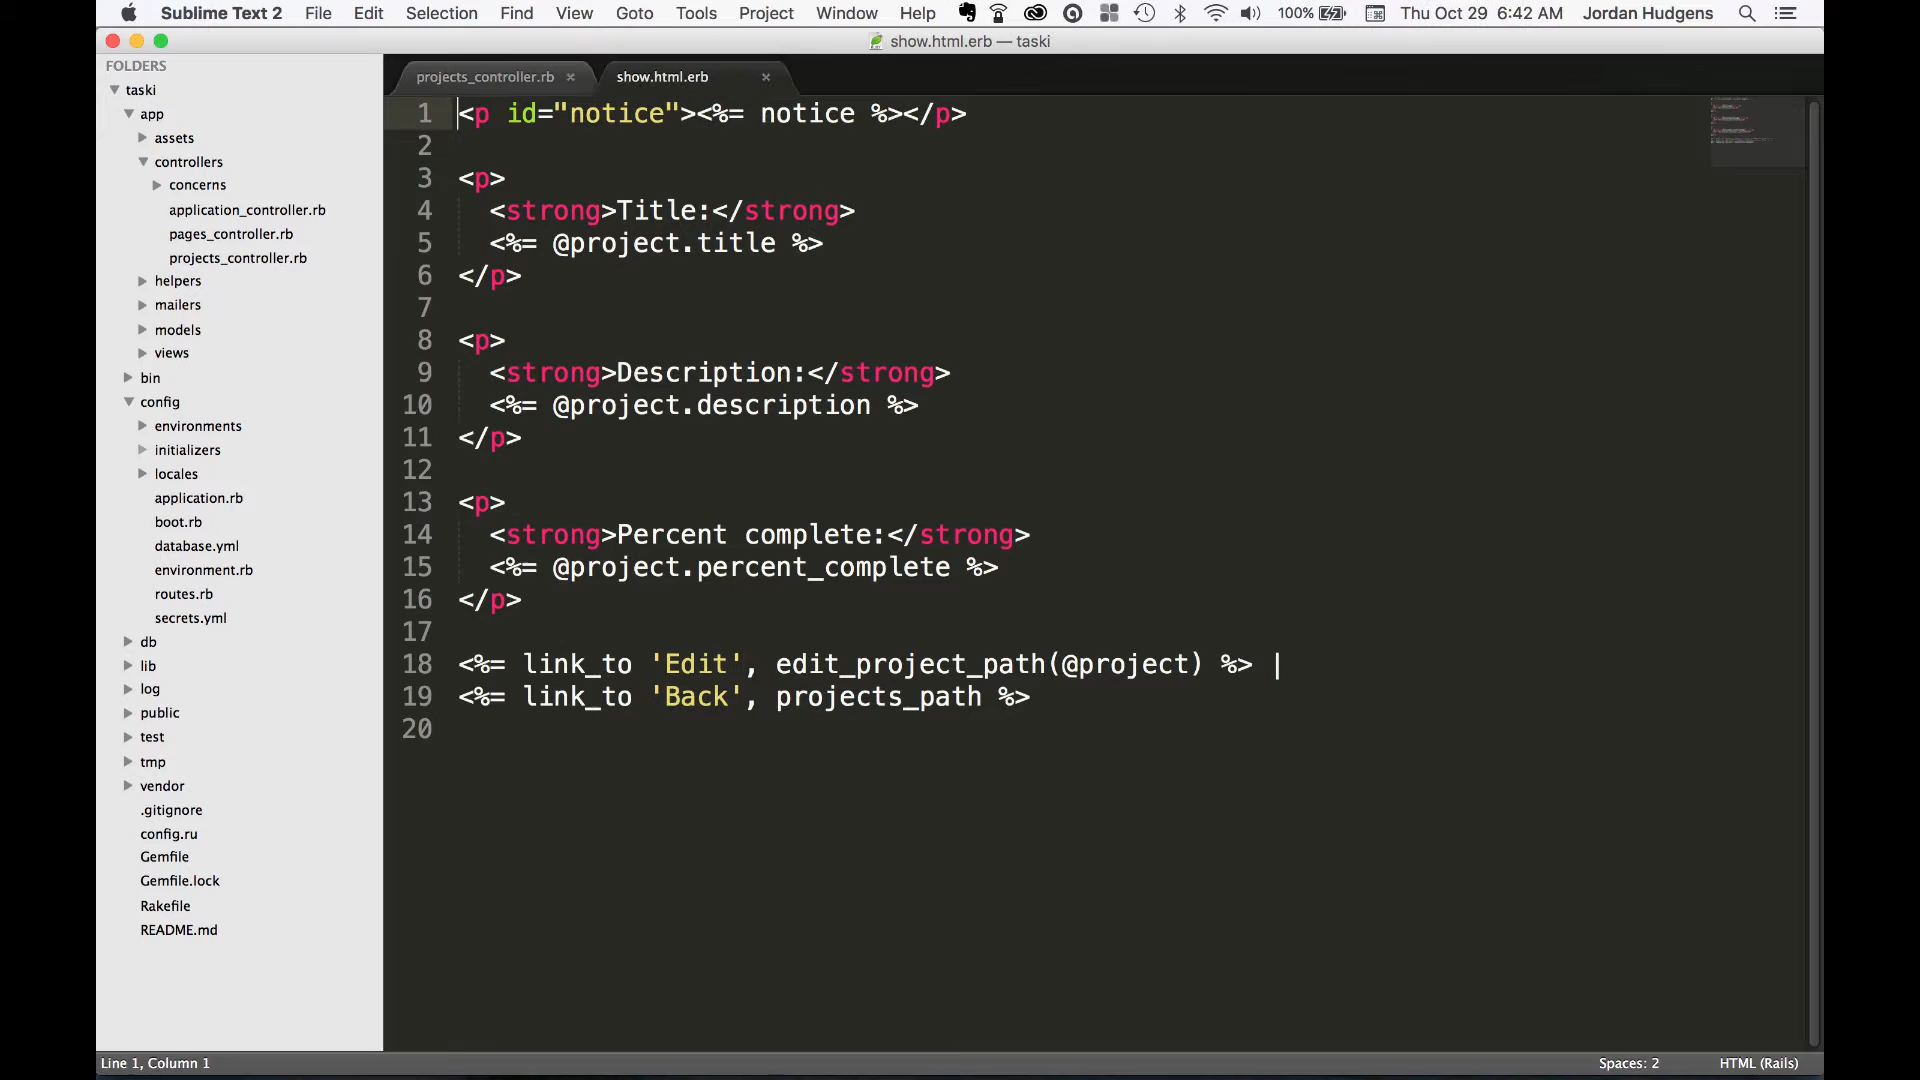 Sublime Text 2 File Edit Selection Find View Goto Tools Project Window Help 100% Thu Oct 29 6:42 AM Jordan Hudgens
show.html.erb — taski
FOLDERS
taski
app
assets
controllers
concerns
application_controller.rb
pages_controller.rb
projects_controller.rb
helpers
mailers
models
views
bin
config
environments
initializers
locales
application.rb
boot.rb
database.yml
environment.rb
routes.rb
secrets.yml
db
lib
log
public
test
tmp
vendor
.gitignore
config.ru
Gemfile
Gemfile.lock
Rakefile
README.md
projects_controller.rb × show.html.erb ×
1 <p id="notice"><%= notice %></p>
2
3 <p>
4   <strong>Title:</strong>
5   <%= @project.title %>
6 </p>
7
8 <p>
9   <strong>Description:</strong>
10   <%= @project.description %>
11 </p>
12
13 <p>
14   <strong>Percent complete:</strong>
15   <%= @project.percent_complete %>
16 </p>
17
18 <%= link_to 'Edit', edit_project_path(@project) %> |
19 <%= link_to 'Back', projects_path %>
20
Line 1, Column 1 Spaces: 2 HTML (Rails)